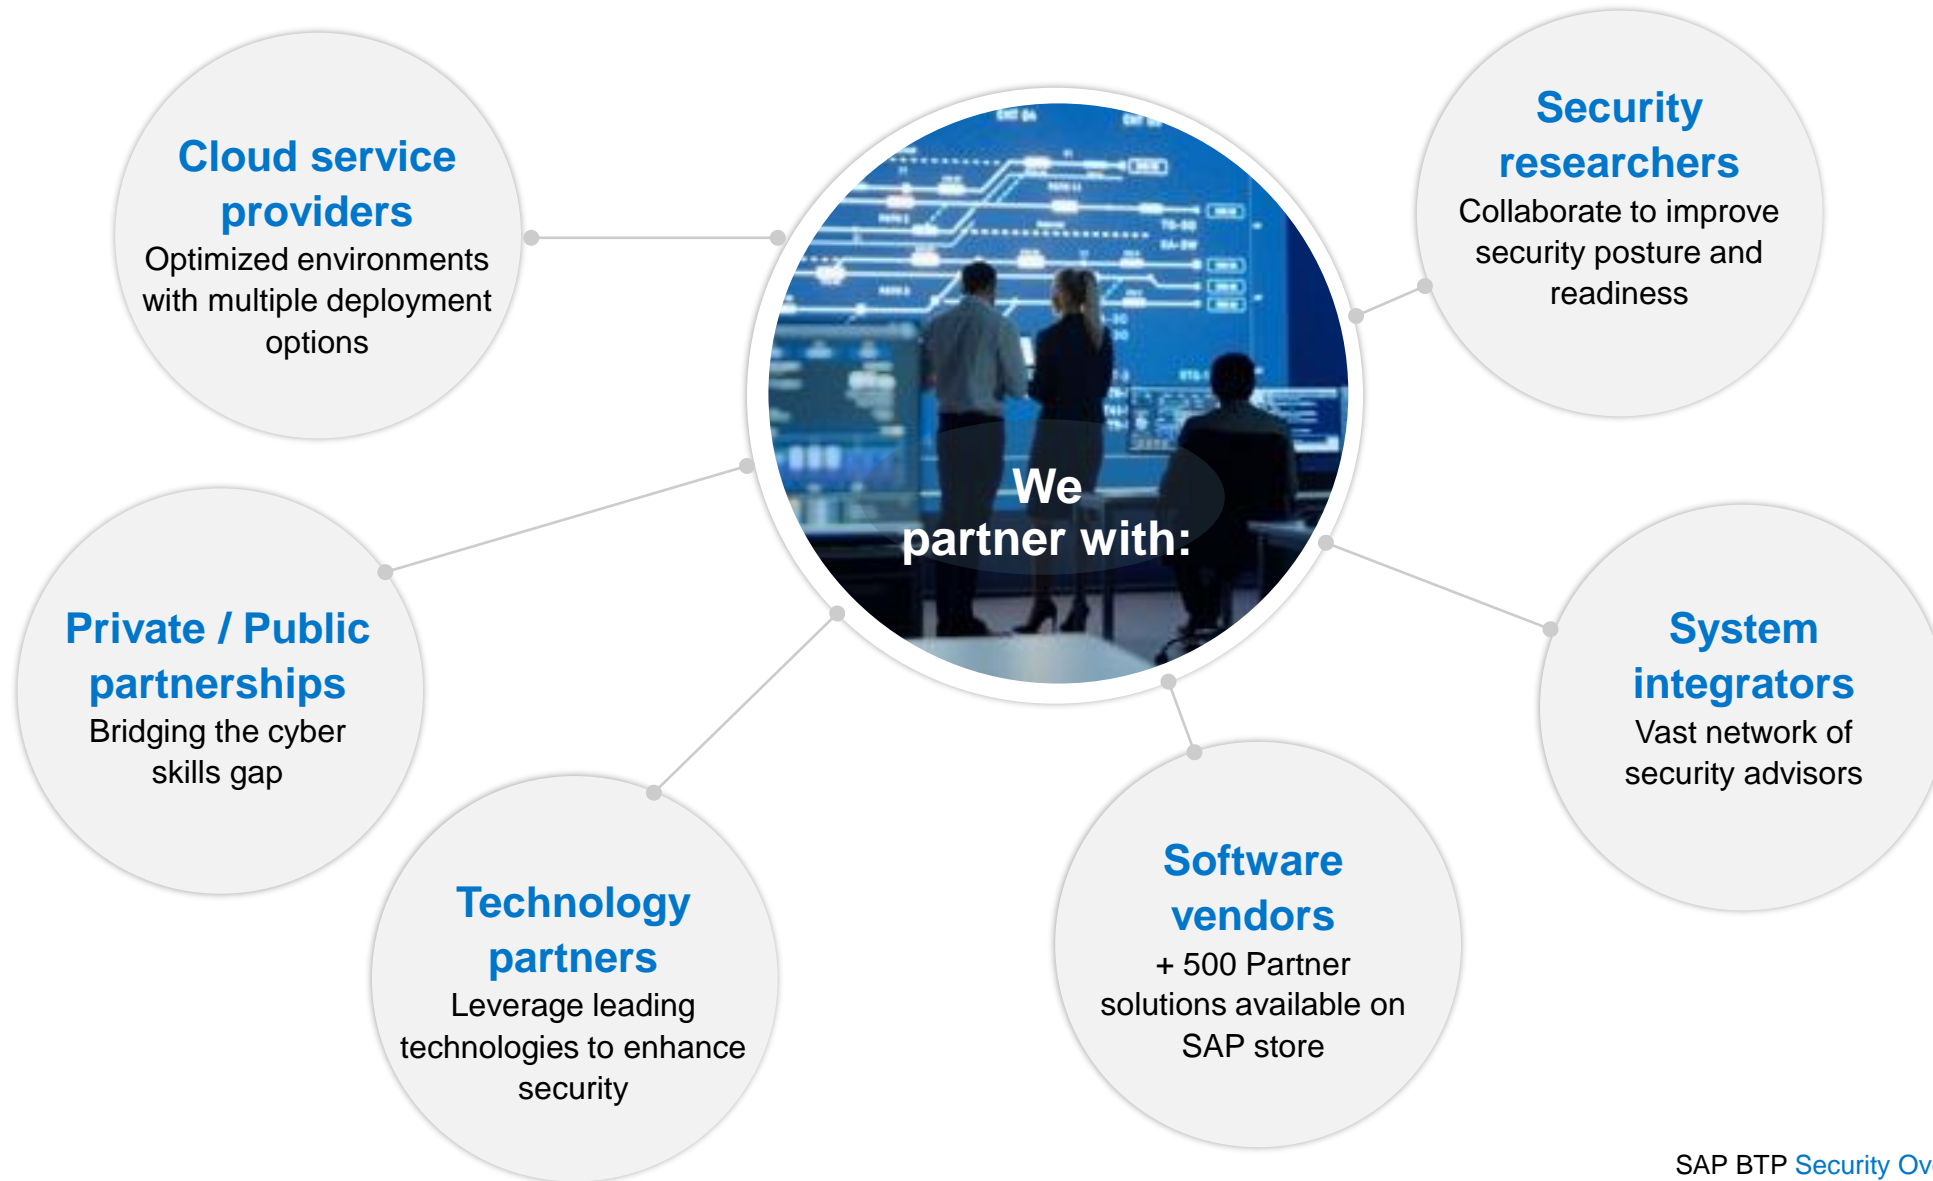 Cloud service
providers
Optimized environments
with multiple deployment
options
Security
researchers
Collaborate to improve
security posture and
readiness
We
partner with:
Private / Public
partnerships
Bridging the cyber
skills gap
System
integrators
Vast network of
security advisors
Technology
partners
Leverage leading
technologies to enhance
security
Software
vendors
+ 500 Partner
solutions available on
SAP store
SAP BTP Security